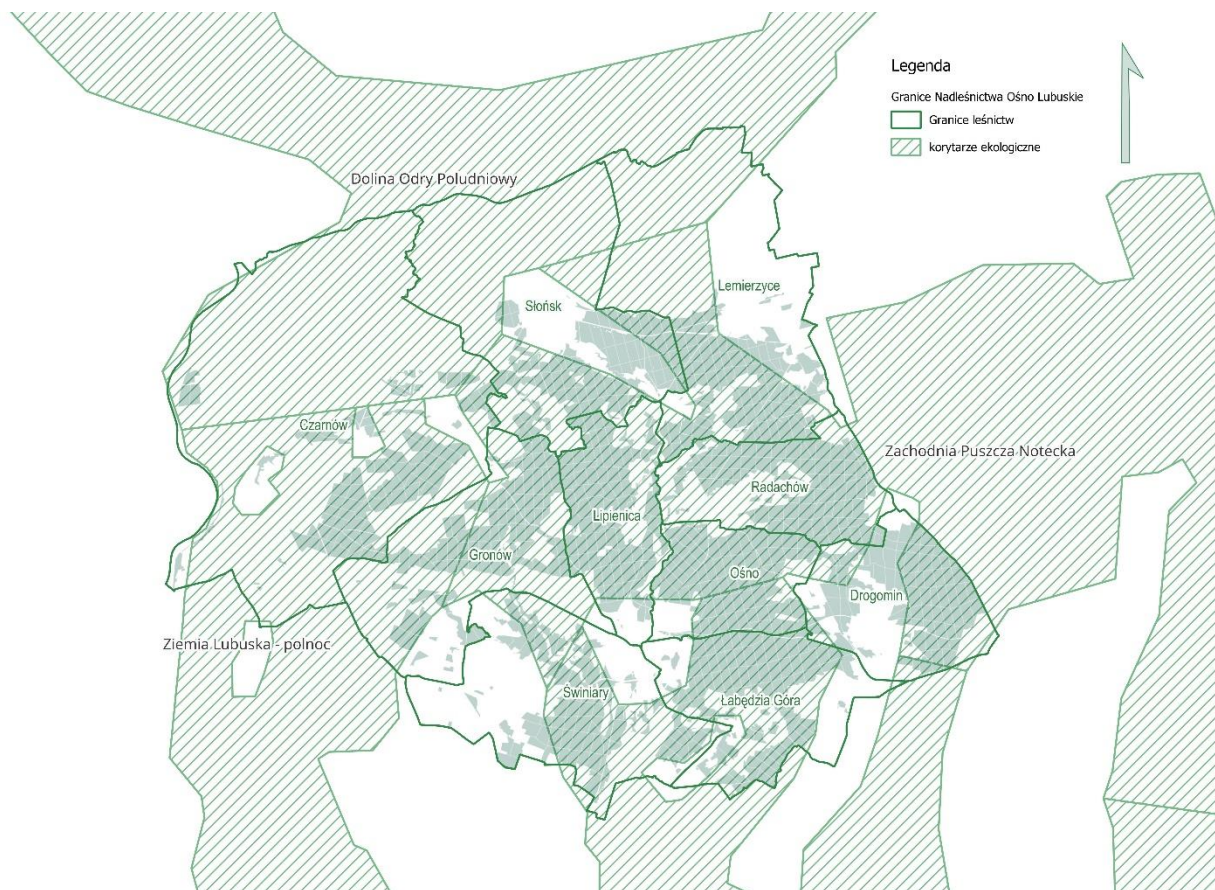 Legenda
Granice Nadleśnictwa Ośno Lubuskie
Granice leśnictw
korytarze ekologiczne
Dolina Odry Południowy
Lemierzyce
Słońsk
Czarnów
Zachodnia Puszcza Notecka
Radachów
Lipienica
Gronów
Ośno
Drogomin
Ziemia Lubuska - polnoc
Świniary
Łabędzia Góra